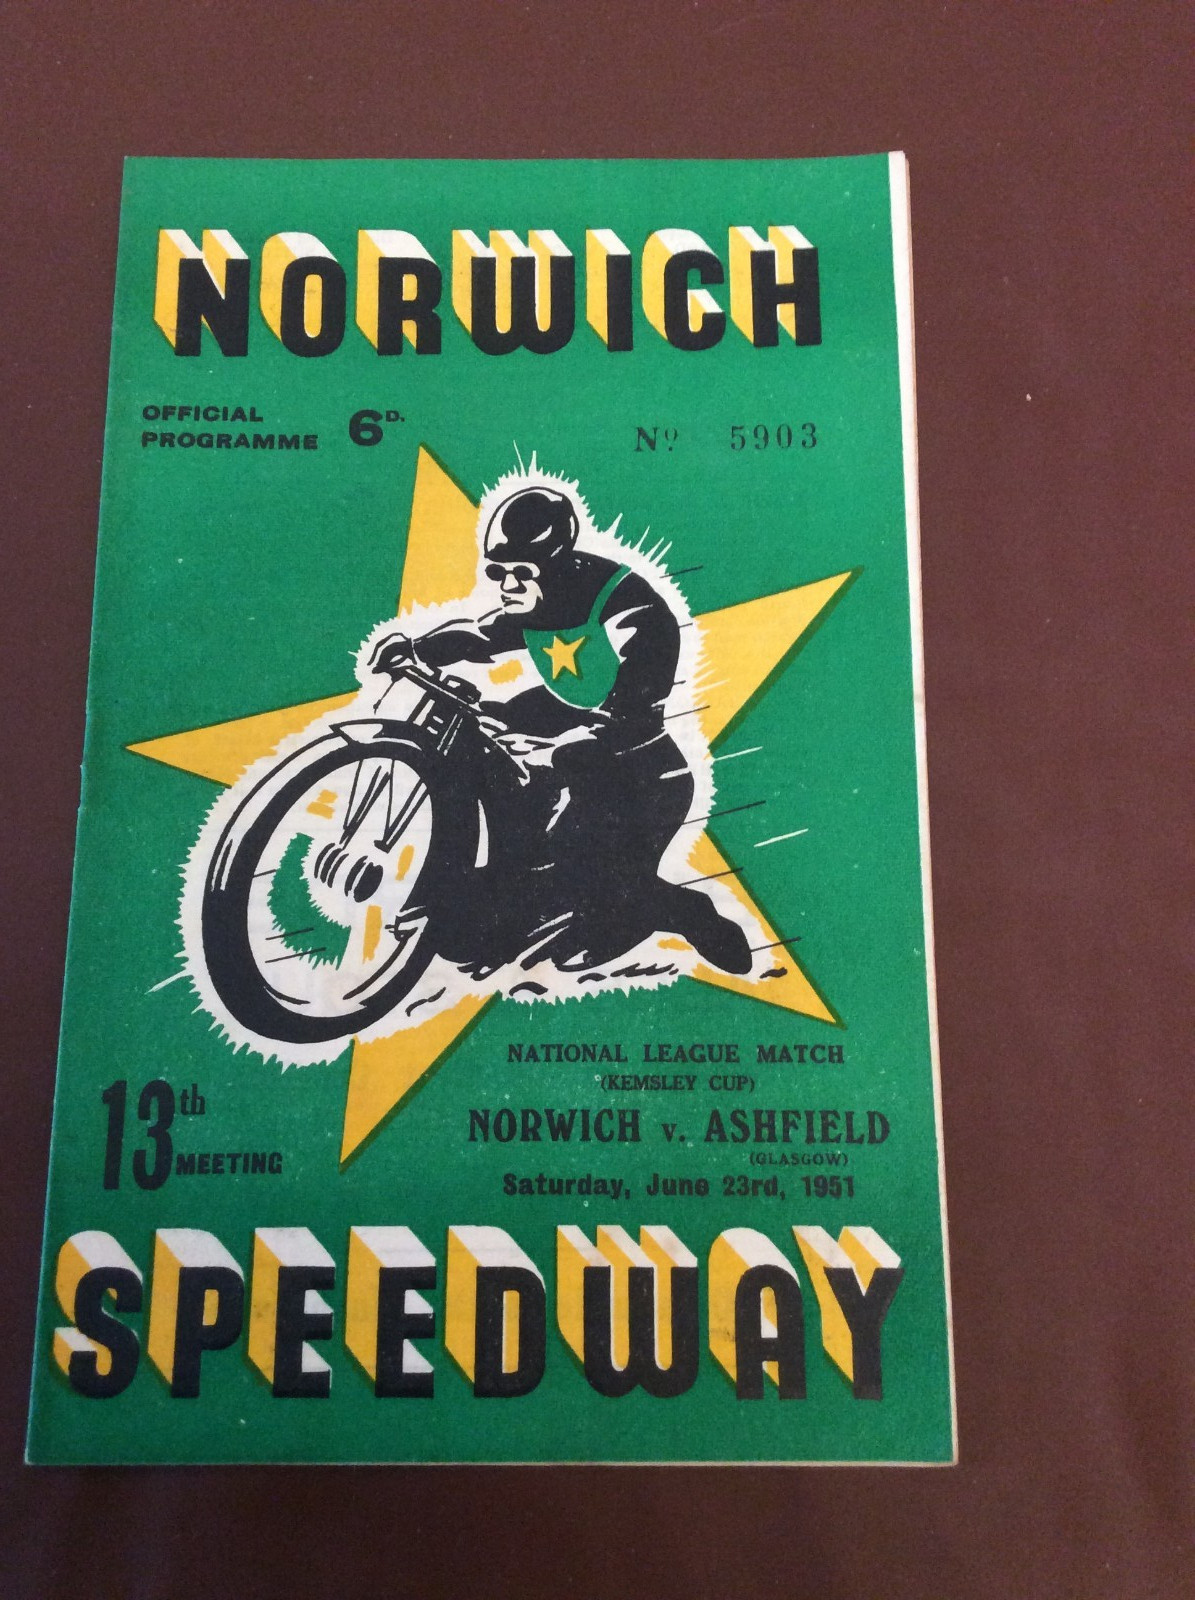 NORWICH
OFFICIAL
PROGRAMME 6D.
Nº 5903
NATIONAL LEAGUE MATCH
(KEMSLEY CUP)
NORWICH v. ASHFIELD
(GLASGOW)
Saturday, June 23rd, 1951
13th
MEETING
SPEEDWAY